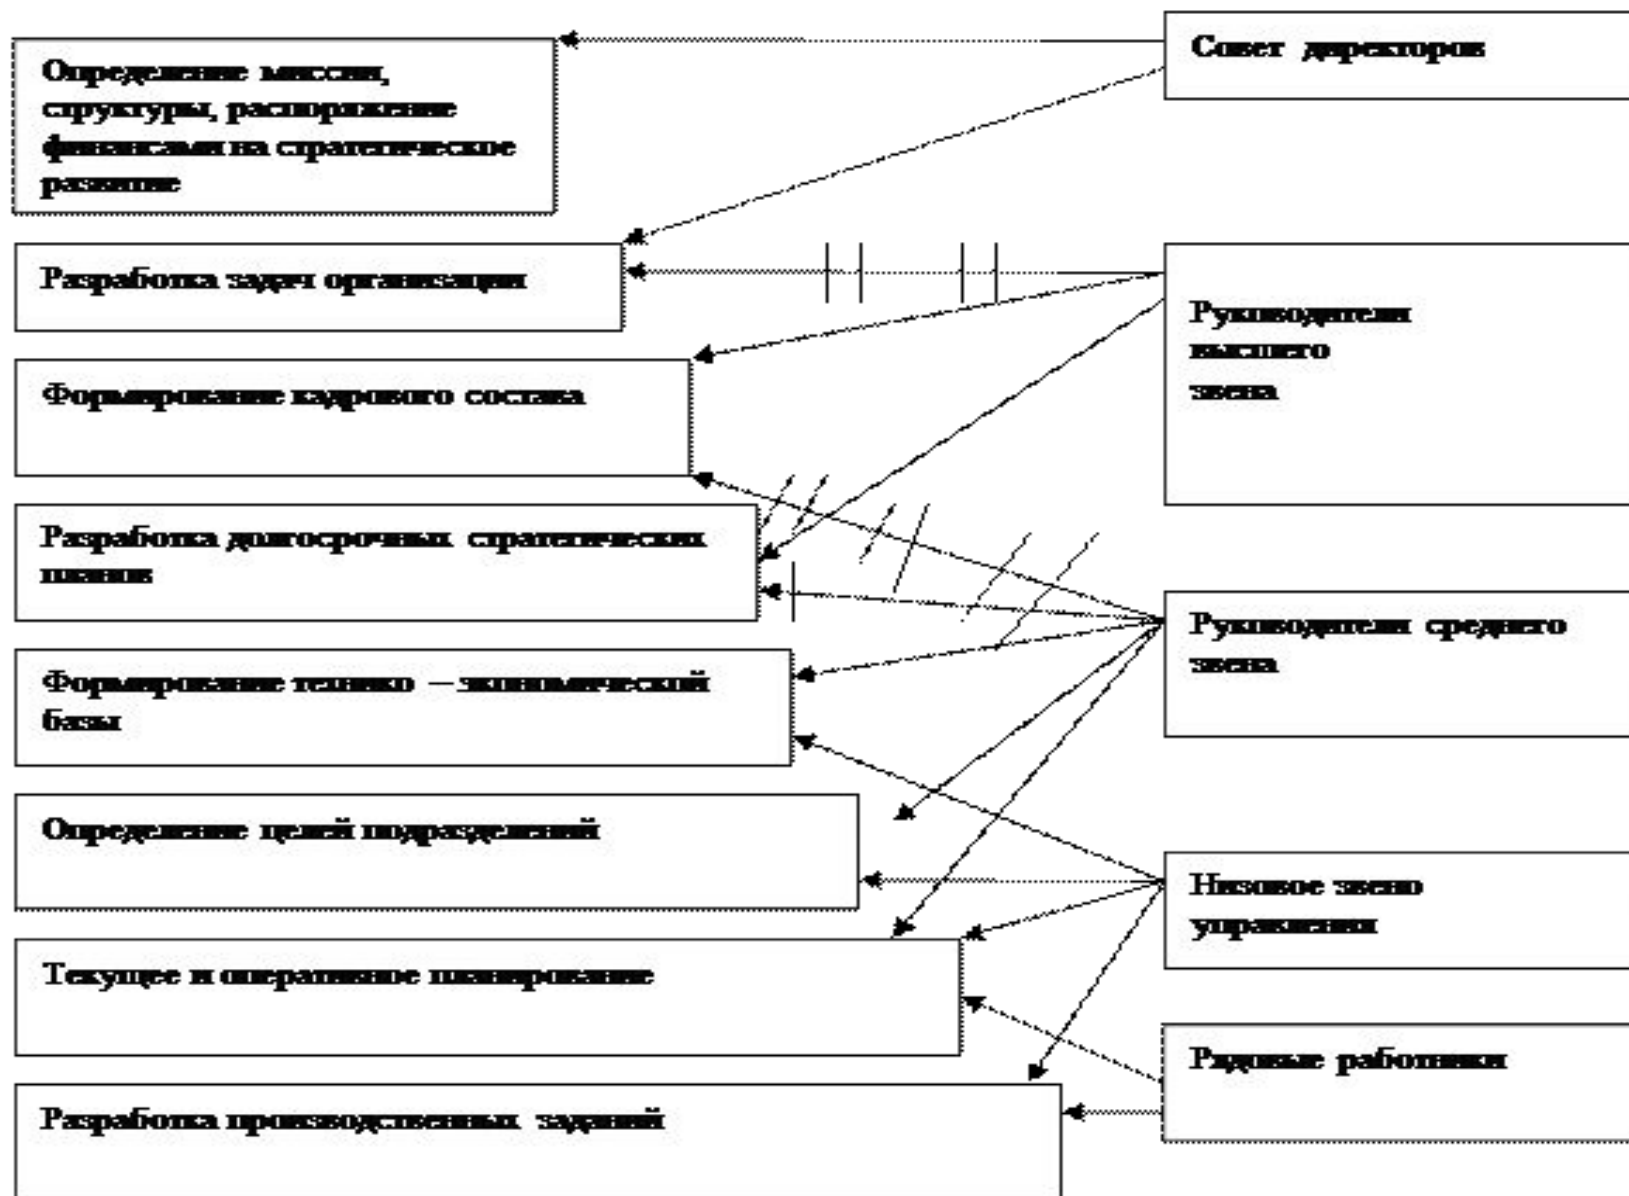 Определение миссии,
структуры, распоряжение
финансами на стратегическое
развитие
Разработка задач организации
Формирование кадрового состава
Разработка долгосрочных стратегических
планов
Формирование технико – экономической
базы
Определение целей подразделений
Текущее и оперативное планирование
Разработка производственных заданий
Совет директоров
Руководители
высшего
звена
Руководители среднего
звена
Низовое звено
управления
Рядовые работники